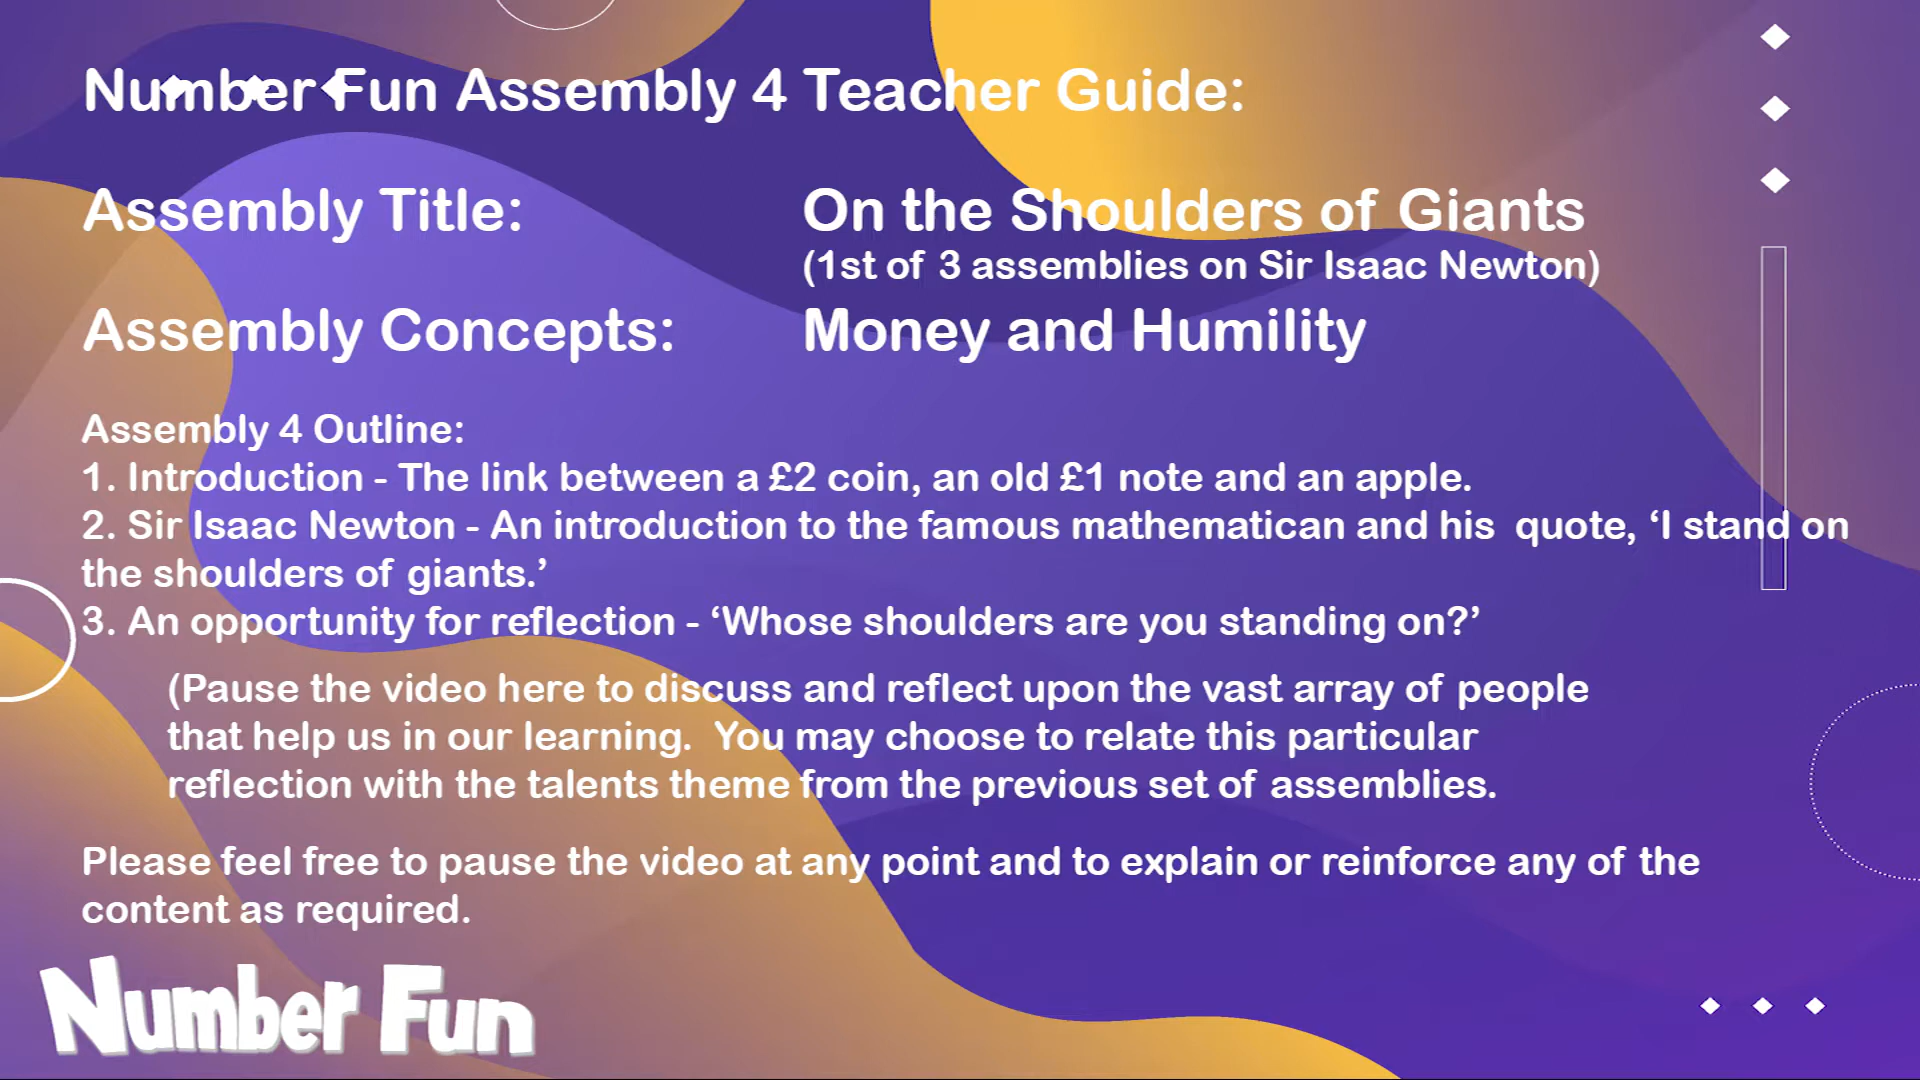 Number Fun Assembly 4 Teacher Guide:
Assembly Title: On the Shoulders of Giants
(1st of 3 assemblies on Sir Isaac Newton)
Assembly Concepts: Money and Humility
Assembly 4 Outline:
1. Introduction - The link between a £2 coin, an old £1 note and an apple.
2. Sir Isaac Newton - An introduction to the famous mathematican and his quote, ‘I stand on
the shoulders of giants.’
3. An opportunity for reflection - ‘Whose shoulders are you standing on?’
(Pause the video here to discuss and reflect upon the vast array of people
that help us in our learning. You may choose to relate this particular
reflection with the talents theme from the previous set of assemblies.
Please feel free to pause the video at any point and to explain or reinforce any of the
content as required.
Number Fun